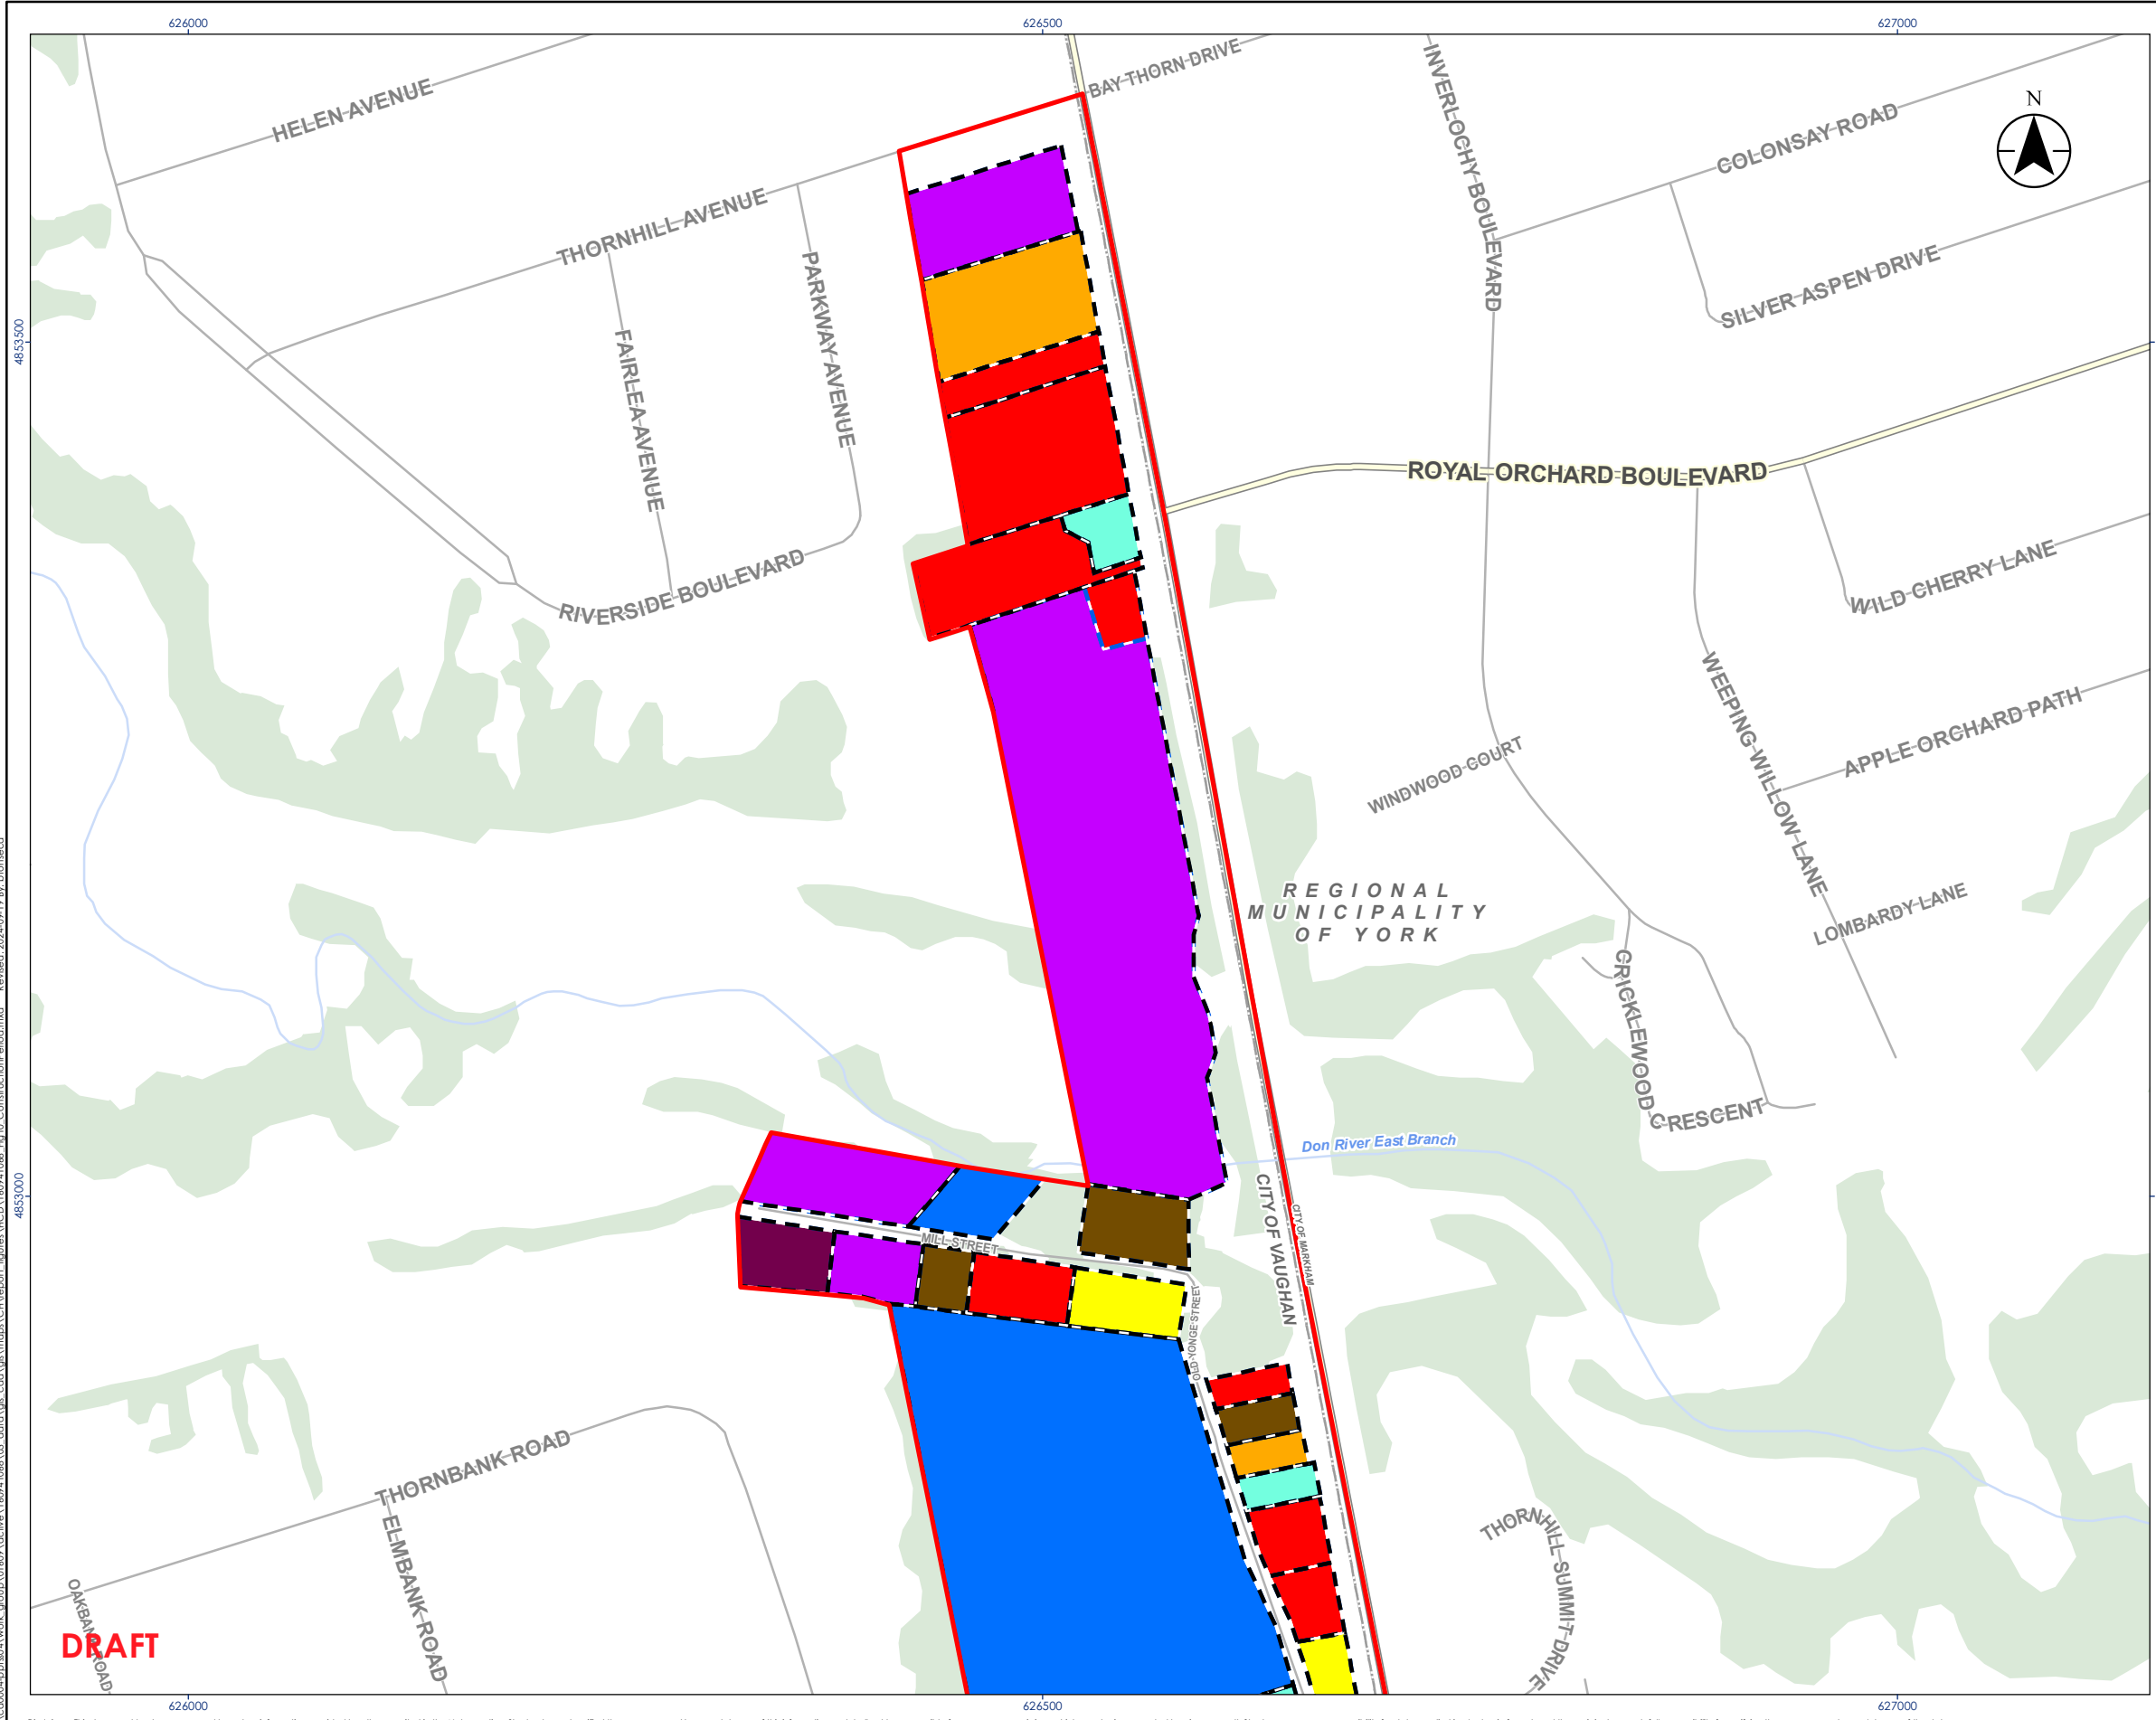 626000
626500
627000
HELEN AVENUE
BAY THORN DRIVE
INVERLOCHY BOULEVARD
COLONSAY ROAD
N
THORNHILL AVENUE
PARKWAY AVENUE
SILVER ASPEN DRIVE
4853500
FAIRLEA AVENUE
ROYAL ORCHARD BOULEVARD
RIVERSIDE BOULEVARD
WILD CHERRY LANE
WEEPING WILLOW LANE
APPLE ORCHARD PATH
WINDWOOD COURT
REGIONAL
MUNICIPALITY
OF YORK
LOMBARDY LANE
CRICKLEWOOD
CRESCENT
Don River East Branch
4853000
CITY OF VAUGHAN
CITY OF MARKHAM
MILL STREET
OLD YONGE STREET
THORNBANK ROAD
ELMBANK ROAD
THORNHILL SUMMIT DRIVE
OAKBANK ROAD
DRAFT
626000
626500
627000